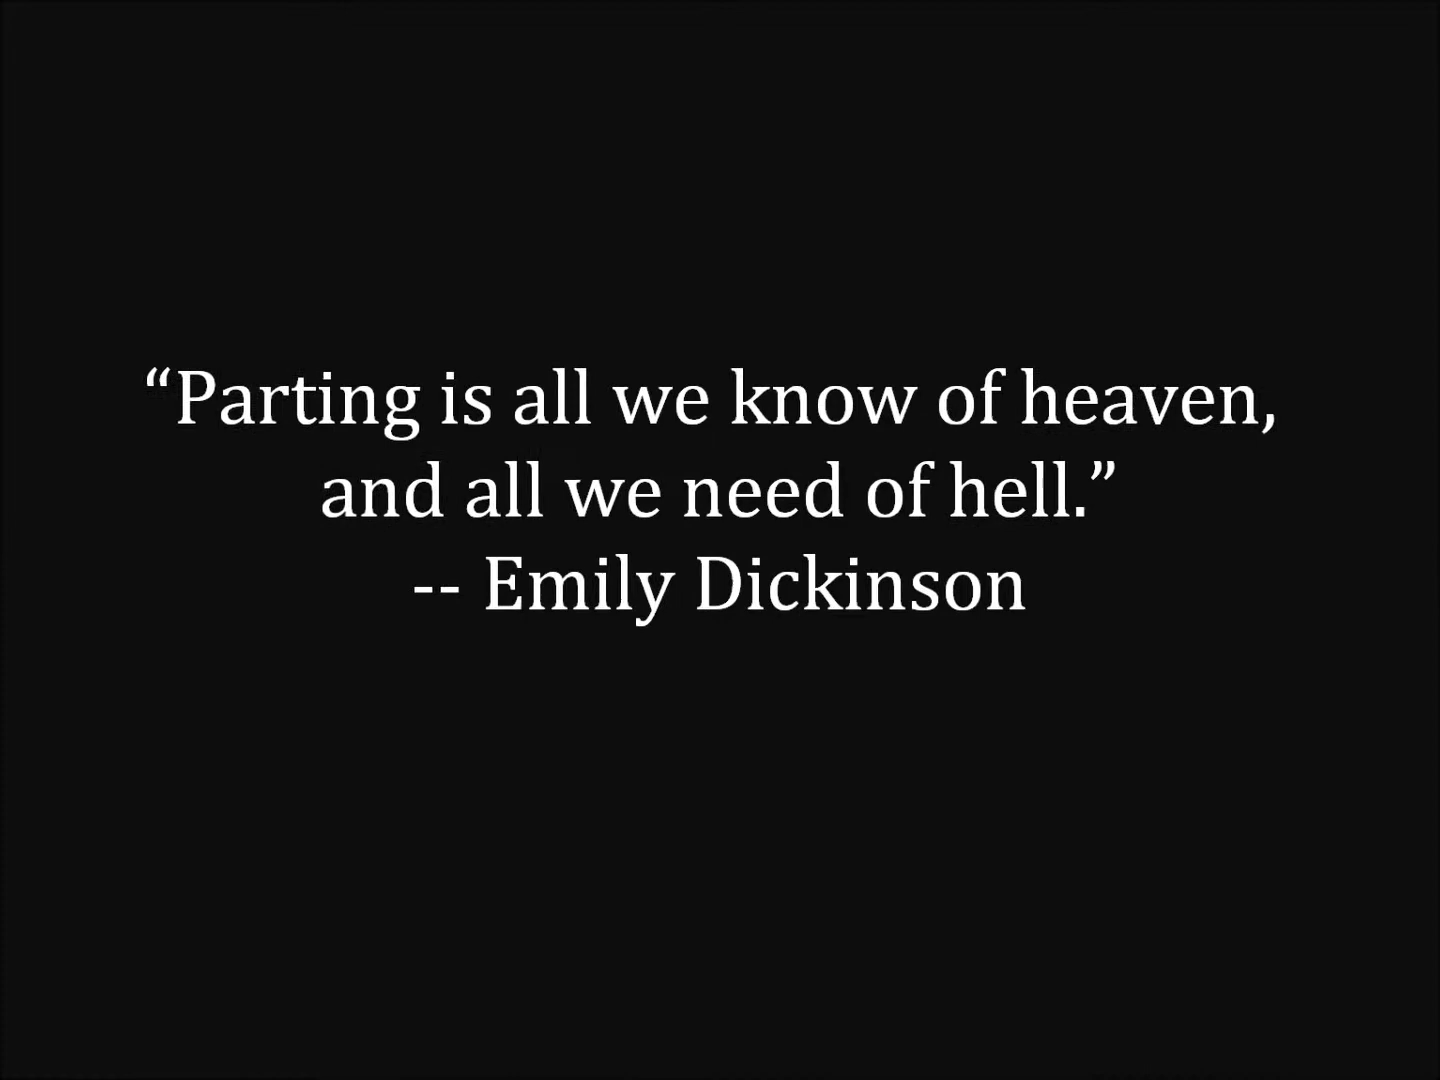 “Parting is all we know of heaven,
and all we need of hell.”
-- Emily Dickinson